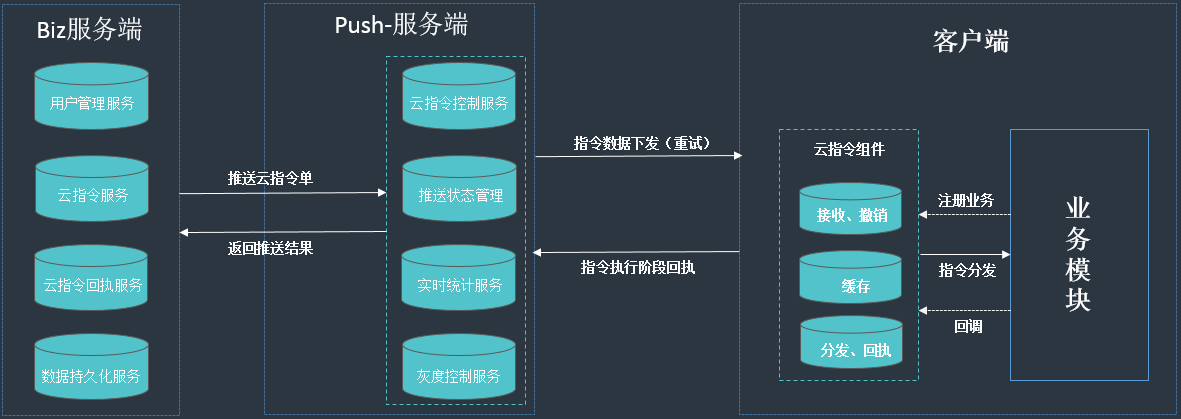 Biz服务端
用户管理服务
云指令服务
云指令回执服务
数据持久化服务
推送云指令单
返回推送结果
Push-服务端
云指令控制服务
推送状态管理
实时统计服务
灰度控制服务
指令数据下发（重试）
指令执行阶段回执
客户端
云指令组件
接收、撤销
缓存
分发、回执
注册业务
指令分发
回调
业务模块